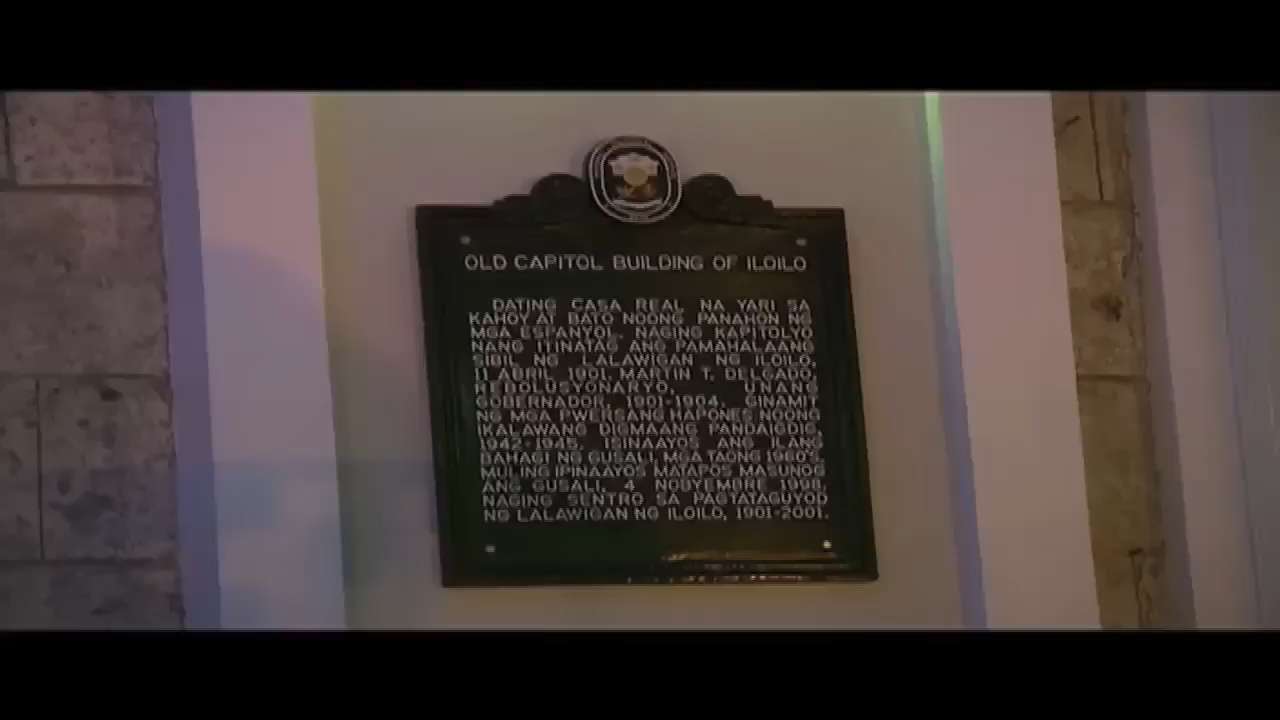 OLD CAPITOL BUILDING OF ILOILO
DATING CASA REAL NA YARI SA
KAHOY AT BATO NOONG PANAHON NG
MGA ESPANYOL. NAGING KAPITOLYO
NANG ITINATAG ANG PAMAHALAANG
SIBIL NG LALAWIGAN NG ILOILO,
11 ABRIL 1901. MARTIN T. DELGADO,
REBOLUSYONARYO, UNANG
GOBERNADOR, 1901-1904. GINAMIT
NG MGA PWERSANG HAPONES NOONG
IKALAWANG DIGMAANG PANDAIGDIG,
1942-1945. ISINAAYOS ANG ILANG
BAHAGI NG GUSALI, MGA TAONG 1960's.
MULING IPINAAYOS MATAPOS MASUNOG
ANG GUSALI, 4 NOBYEMBRE 1998.
NAGING SENTRO SA PAGTATAGUYOD
NG LALAWIGAN NG ILOILO, 1901-2001.